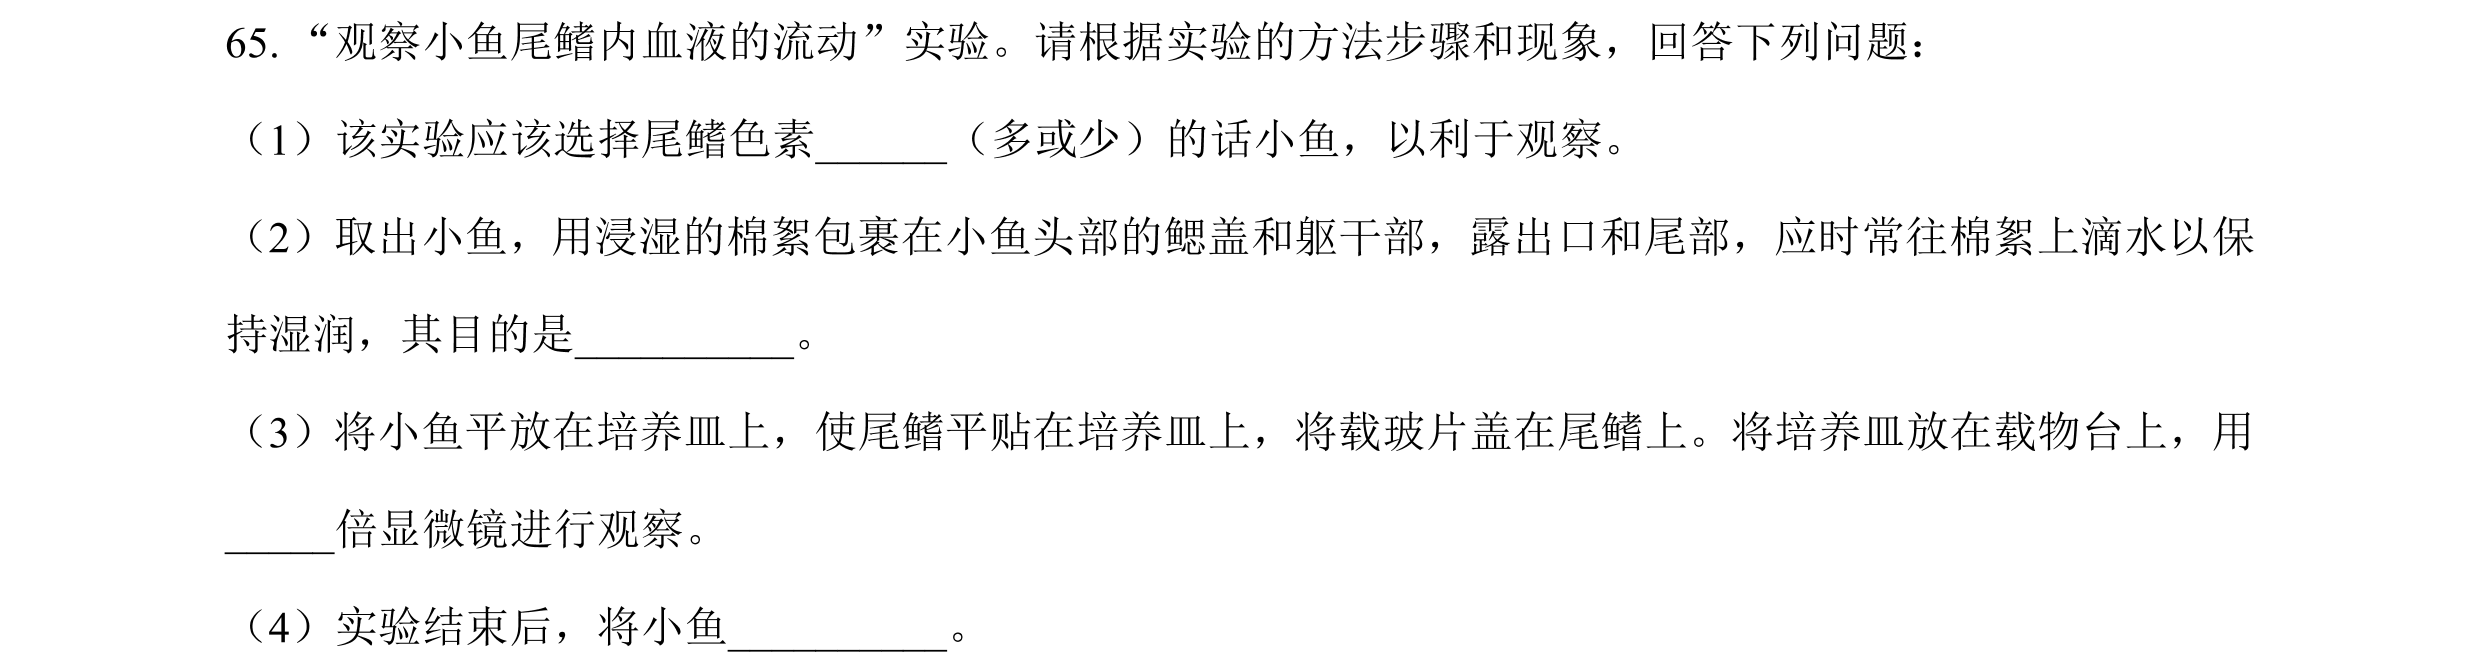 65. “观察小鱼尾鳍内血液的流动”实验。请根据实验的方法步骤和现象，回答下列问题：
（1）该实验应该选择尾鳍色素______（多或少）的话小鱼，以利于观察。
（2）取出小鱼，用浸湿的棉絮包裹在小鱼头部的鳃盖和躯干部，露出口和尾部，应时常往棉絮上滴水以保
持湿润，其目的是__________。
（3）将小鱼平放在培养皿上，使尾鳍平贴在培养皿上，将载玻片盖在尾鳍上。将培养皿放在载物台上，用
_____倍显微镜进行观察。
（4）实验结束后，将小鱼__________。